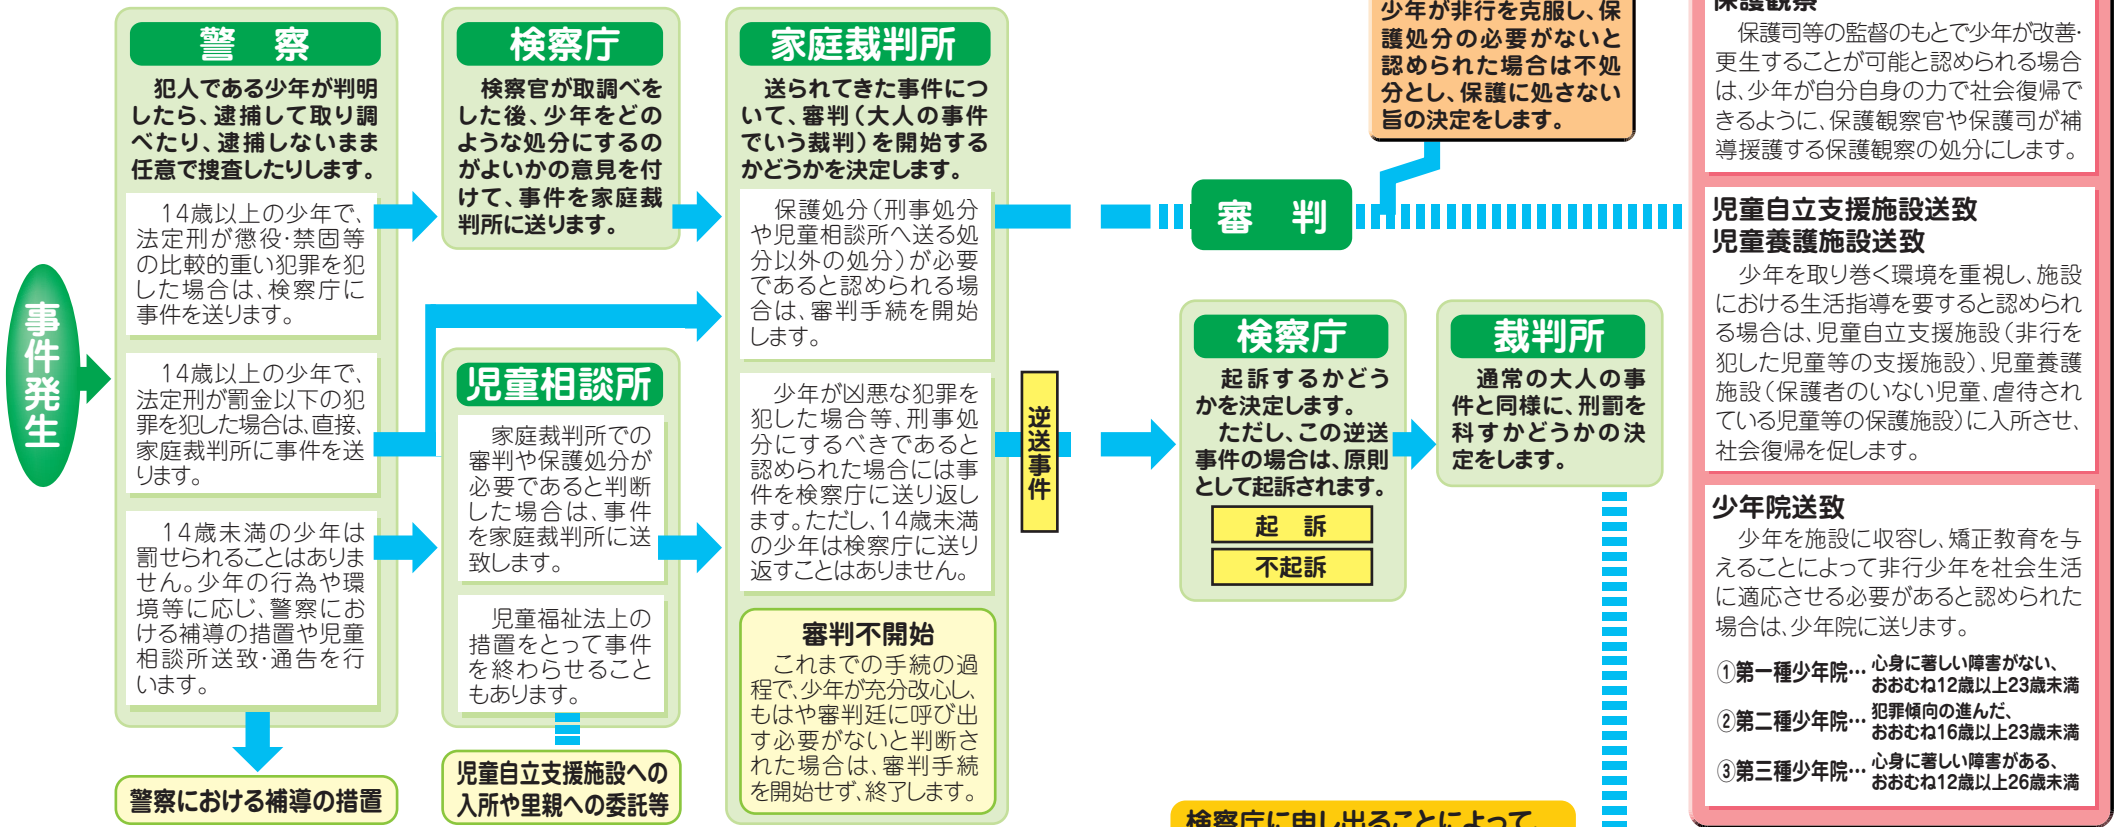 事件発生
警　察
犯人である少年が判明
したら、逮捕して取り調
べたり、逮捕しないまま
任意で捜査したりします。
14歳以上の少年で、
法定刑が懲役・禁固等
の比較的重い犯罪を犯
した場合は、検察庁に
事件を送ります。
14歳以上の少年で、
法定刑が罰金以下の犯
罪を犯した場合は、直接、
家庭裁判所に事件を送
ります。
14歳未満の少年は
罰せられることはありま
せん。少年の行為や環
境等に応じ、警察にお
ける補導の措置や児童
相談所送致・通告を行
います。
警察における補導の措置
検察庁
検察官が取調べを
した後、少年をどの
ような処分にするの
がよいかの意見を付
けて、事件を家庭裁
判所に送ります。
児童相談所
家庭裁判所での
審判や保護処分が
必要であると判断
した場合は、事件
を家庭裁判所に送
致します。
児童福祉法上の
措置をとって事件
を終わらせること
もあります。
児童自立支援施設への
入所や里親への委託等
家庭裁判所
送られてきた事件につ
いて、審判（大人の事件
でいう裁判）を開始する
かどうかを決定します。
保護処分（刑事処分
や児童相談所へ送る処
分以外の処分）が必要
であると認められる場
合は、審判手続を開始
します。
少年が凶悪な犯罪を
犯した場合等、刑事処
分にするべきであると
認められた場合には事
件を検察庁に送り返し
ます。ただし、14歳未満
の少年は検察庁に送り
返すことはありません。
審判不開始
これまでの手続の過
程で、少年が充分改心し、
もはや審判廷に呼び出
す必要がないと判断さ
れた場合は、審判手続
を開始せず、終了します。
逆送事件
少年が非行を克服し、保
護処分の必要がないと
認められた場合は不処
分とし、保護に処さない
旨の決定をします。
審　判
検察庁
起訴するかどう
かを決定します。
ただし、この逆送
事件の場合は、原則
として起訴されます。
起　訴
不起訴
裁判所
通常の大人の事
件と同様に、刑罰を
科すかどうかの決
定をします。
検察庁に申し出ることによって、
保護観察
保護司等の監督のもとで少年が改善・
更生することが可能と認められる場合
は、少年が自分自身の力で社会復帰で
きるように、保護観察官や保護司が補
導援護する保護観察の処分にします。
児童自立支援施設送致
児童養護施設送致
少年を取り巻く環境を重視し、施設
における生活指導を要すると認められ
る場合は、児童自立支援施設（非行を
犯した児童等の支援施設）、児童養護
施設（保護者のいない児童、虐待され
ている児童等の保護施設）に入所させ、
社会復帰を促します。
少年院送致
少年を施設に収容し、矯正教育を与
えることによって非行少年を社会生活
に適応させる必要があると認められた
場合は、少年院に送ります。
①第一種少年院…心身に著しい障害がない、
おおむね12歳以上23歳未満
②第二種少年院…犯罪傾向の進んだ、
おおむね16歳以上23歳未満
③第三種少年院…心身に著しい障害がある、
おおむね12歳以上26歳未満